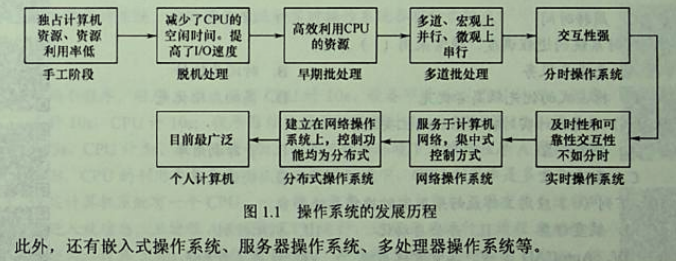 独占计算机
资源、资源
利用率低
手工阶段
减少了CPU的
空闲时间。提
高了I/O速度
脱机处理
高效利用CPU
的资源
早期批处理
多道、宏观上
并行、微观上
串行
多道批处理
交互性强
分时操作系统
及时性和可
靠性交互性
不如分时
实时操作系统
服务于计算机
网络，集中式
控制方式
网络操作系统
建立在网络操作
系统上，控制功
能均为分布式
分布式操作系统
目前最广泛
个人计算机
图 1.1 操作系统的发展历程
此外，还有嵌入式操作系统、服务器操作系统、多处理器操作系统等。